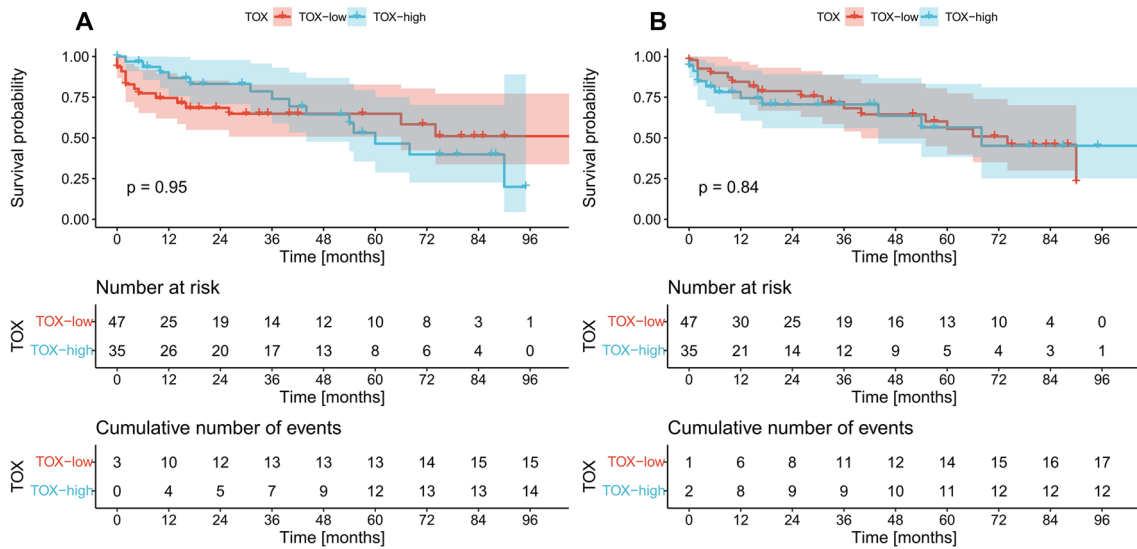 A
TOX TOX-low TOX-high
Survival probability
1.00
0.75
0.50
0.25
0.00
p = 0.95
0 12 24 36 48 60 72 84 96
Time [months]
Number at risk
TOX
TOX-low 47 25 19 14 12 10 8 3 1
TOX-high 35 26 20 17 13 8 6 4 0
0 12 24 36 48 60 72 84 96
Time [months]
Cumulative number of events
TOX
TOX-low 3 10 12 13 13 13 14 15 15
TOX-high 0 4 5 7 9 12 13 13 14
0 12 24 36 48 60 72 84 96
Time [months]
B
TOX TOX-low TOX-high
Survival probability
1.00
0.75
0.50
0.25
0.00
p = 0.84
0 12 24 36 48 60 72 84 96
Time [months]
Number at risk
TOX
TOX-low 47 30 25 19 16 13 10 4 0
TOX-high 35 21 14 12 9 5 4 3 1
0 12 24 36 48 60 72 84 96
Time [months]
Cumulative number of events
TOX
TOX-low 1 6 8 11 12 14 15 16 17
TOX-high 2 8 9 9 10 11 12 12 12
0 12 24 36 48 60 72 84 96
Time [months]